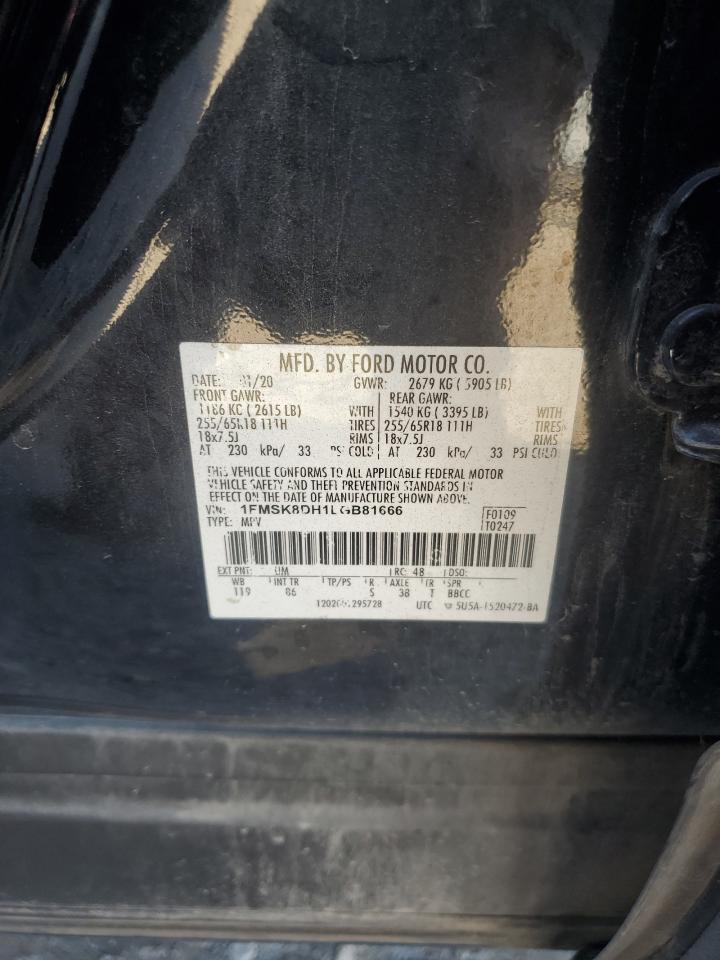 MFD. BY FORD MOTOR CO.
DATE: 01/20 GVWR: 2679 KG ( 5905 LB)
FRONT GAWR: REAR GAWR:
1186 KG ( 2615 LB) WITH 1540 KG ( 3395 LB) WITH
255/65R18 111H TIRES 255/65R18 111H TIRES
18x7.5J RIMS 18x7.5J RIMS
AT 230 kPa/ 33 PSI COLD AT 230 kPa/ 33 PSI COLD
THIS VEHICLE CONFORMS TO ALL APPLICABLE FEDERAL MOTOR
VEHICLE SAFETY AND THEFT PREVENTION STANDARDS IN
EFFECT ON THE DATE OF MANUFACTURE SHOWN ABOVE.
VIN: 1FMSK8DH1LGB81666 F0109
TYPE: MPV T0247
EXT PNT: UM RC: 48 DSO:
WB INT TR TP/PS R AXLE TR SPR
119 86 S 38 T BBCC
UTC 5U5A-1520472-BA